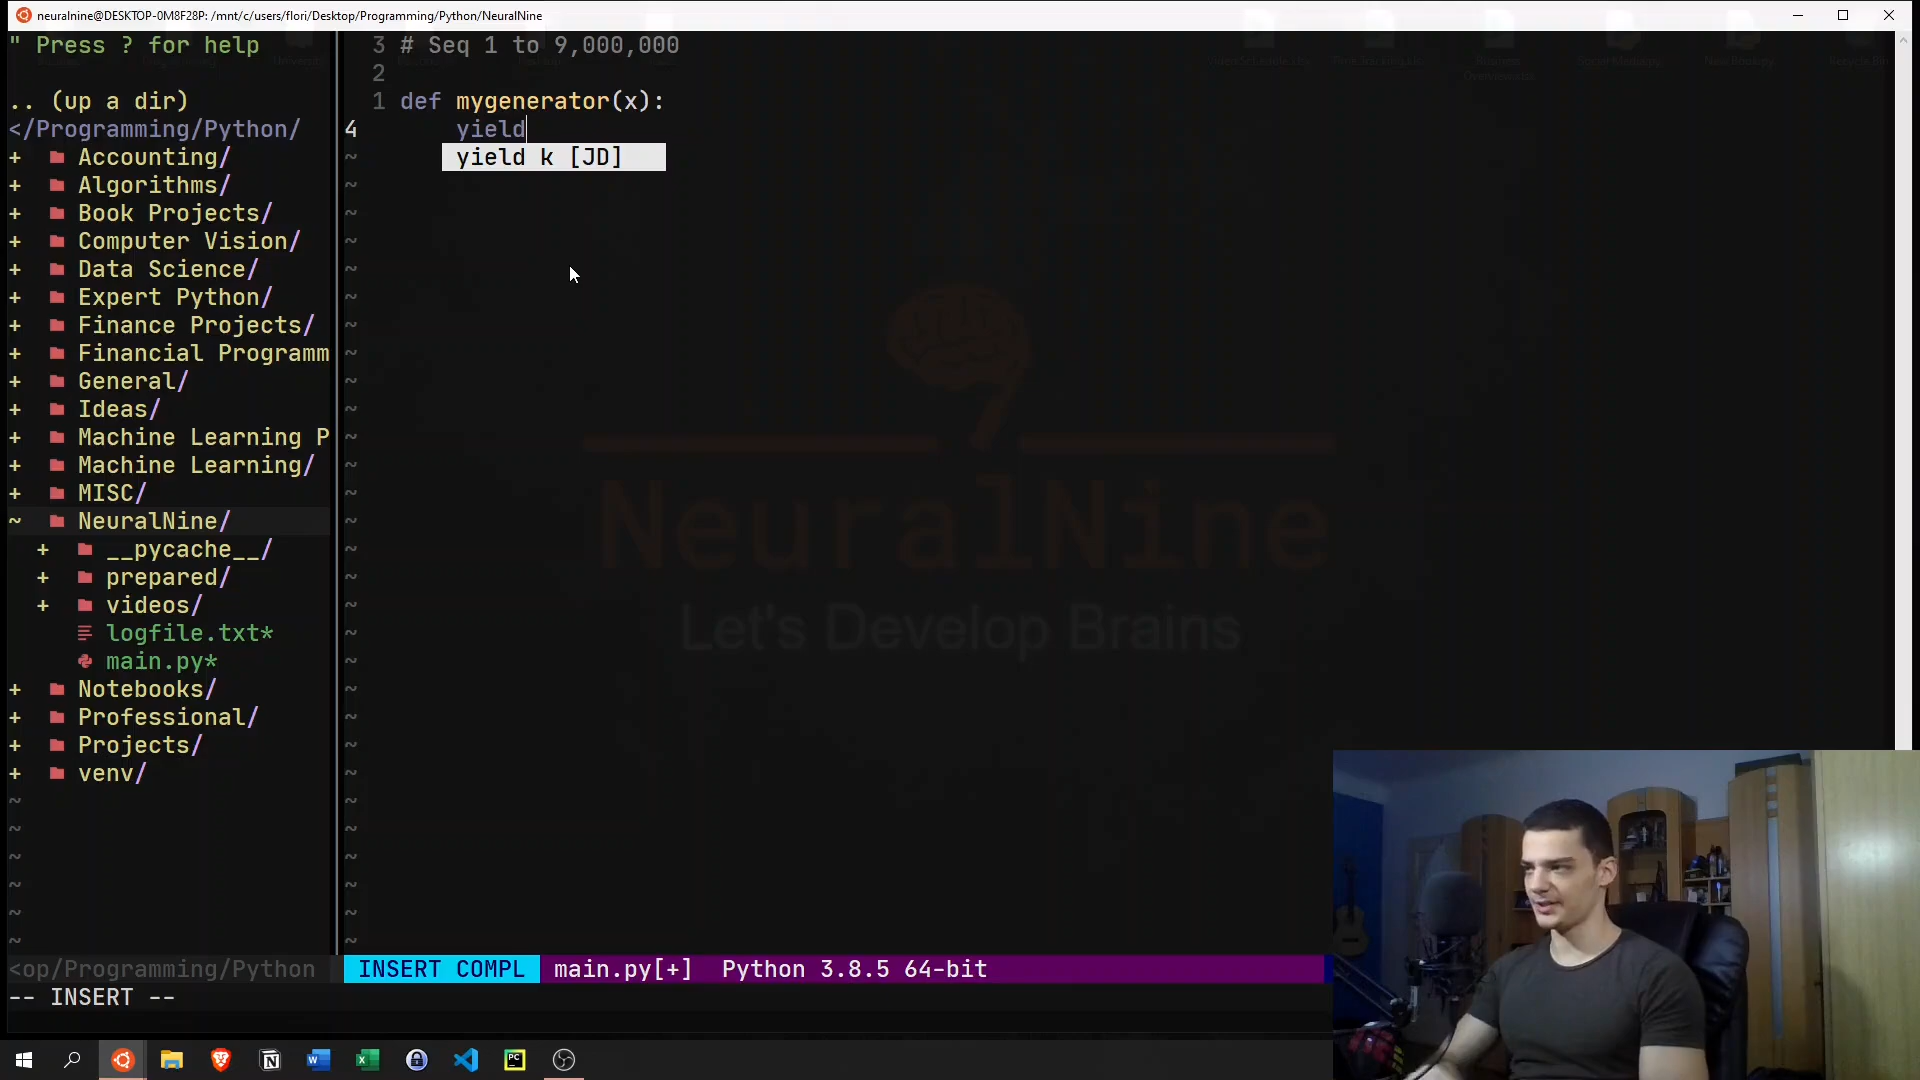 neuralnine@DESKTOP-0M8F28P: /mnt/c/users/flori/Desktop/Programming/Python/NeuralNine
" Press ? for help
.. (up a dir)
</Programming/Python/
+ Accounting/
+ Algorithms/
+ Book Projects/
+ Computer Vision/
+ Data Science/
+ Expert Python/
+ Finance Projects/
+ Financial Programm
+ General/
+ Ideas/
+ Machine Learning P
+ Machine Learning/
+ MISC/
~ NeuralNine/
+ __pycache__/
+ prepared/
+ videos/
logfile.txt*
main.py*
+ Notebooks/
+ Professional/
+ Projects/
+ venv/
3 # Seq 1 to 9,000,000
2
1 def mygenerator(x):
4 yield
yield k [JD]
NeuralNine
Let's Develop Brains
<op/Programming/Python INSERT COMPL main.py[+] Python 3.8.5 64-bit
-- INSERT --